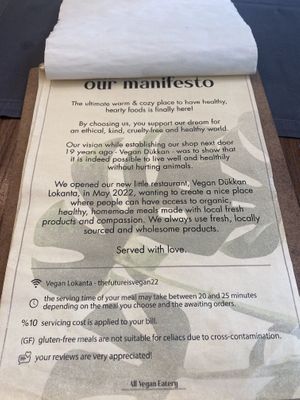 our manifesto
The ultimate warm & cozy place to have healthy,
hearty foods is finally here!
By choosing us, you support our dream for
an ethical, kind, cruelty-free and healthy world.
Our vision while establishing our shop next door
19 years ago - Vegan Dükkan - was to show that
it is indeed possible to live well and healthily
without hurting animals.
We opened our new little restaurant, Vegan Dükkan
Lokanta, in May 2022, wanting to create a nice place
where people can have access to organic,
healthy, homemade meals made with local fresh
products and compassion. We always use fresh, locally
sourced and wholesome products.
Served with love.
Vegan Lokanta - thefutureisvegan22
the serving time of your meal may take between 20 and 25 minutes
depending on the meal you choose and the awaiting orders.
%10 servicing cost is applied to your bill.
(GF) gluten-free meals are not suitable for celiacs due to cross-contamination.
your reviews are very appreciated!
All Vegan Eatery